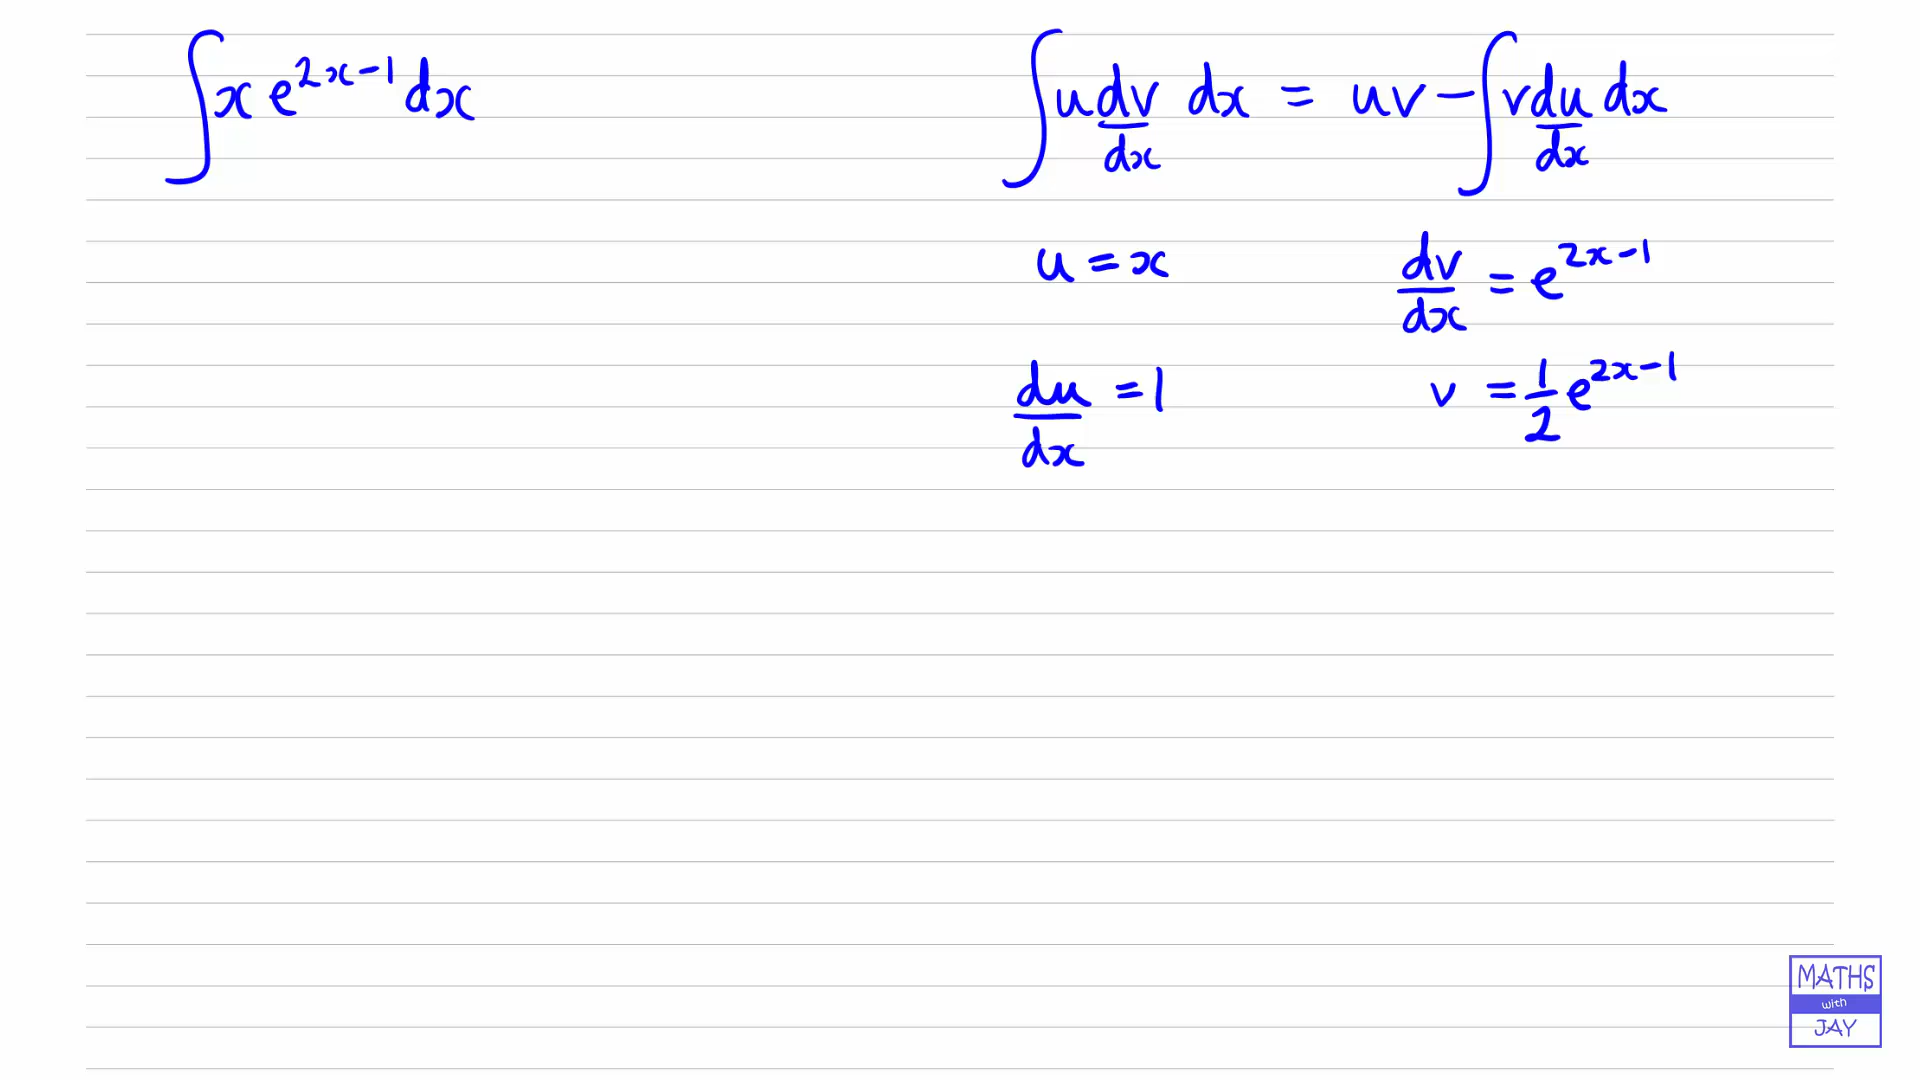 ∫ x e^{2x-1} dx
∫ u dv/dx dx = uv - ∫ v du/dx dx
u = x
dv/dx = e^{2x-1}
du/dx = 1
v = 1/2 e^{2x-1}
MATHS
with
JAY